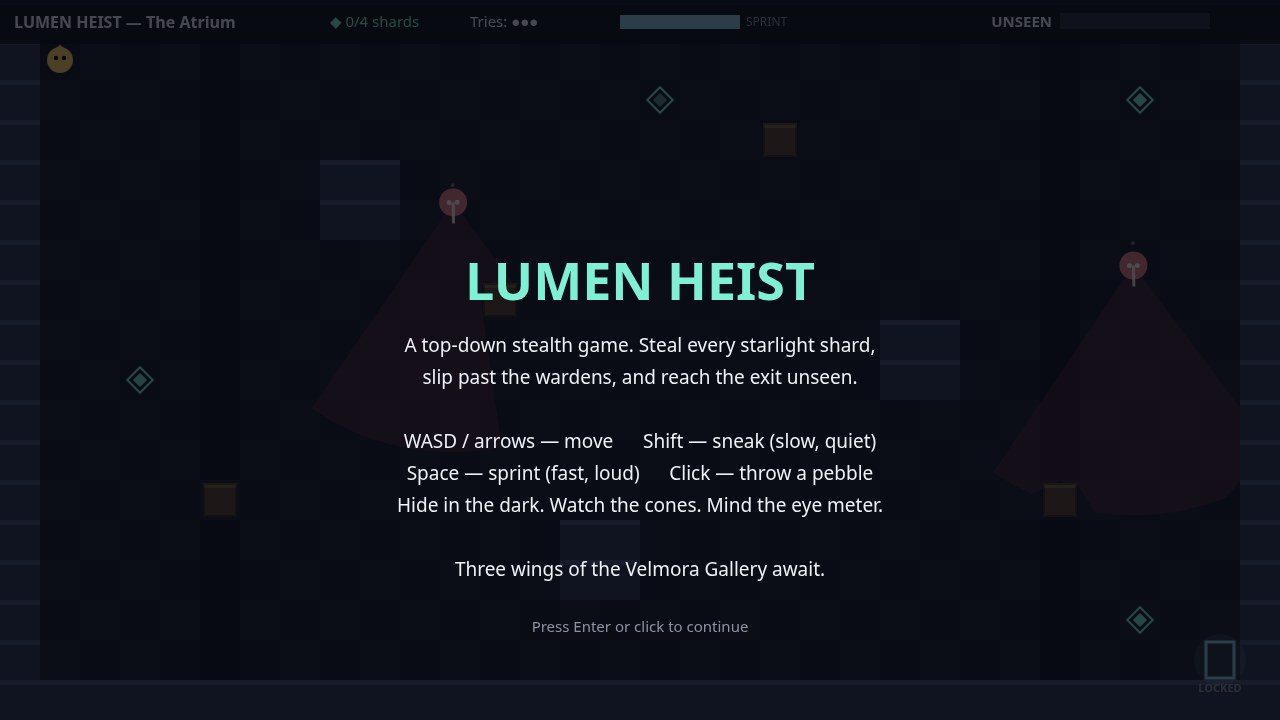 LUMEN HEIST — The Atrium
◆ 0/4 shards
Tries: ●●●
SPRINT
UNSEEN
LUMEN HEIST
A top-down stealth game. Steal every starlight shard,
slip past the wardens, and reach the exit unseen.
WASD / arrows — move Shift — sneak (slow, quiet)
Space — sprint (fast, loud) Click — throw a pebble
Hide in the dark. Watch the cones. Mind the eye meter.
Three wings of the Velmora Gallery await.
Press Enter or click to continue
LOCKED